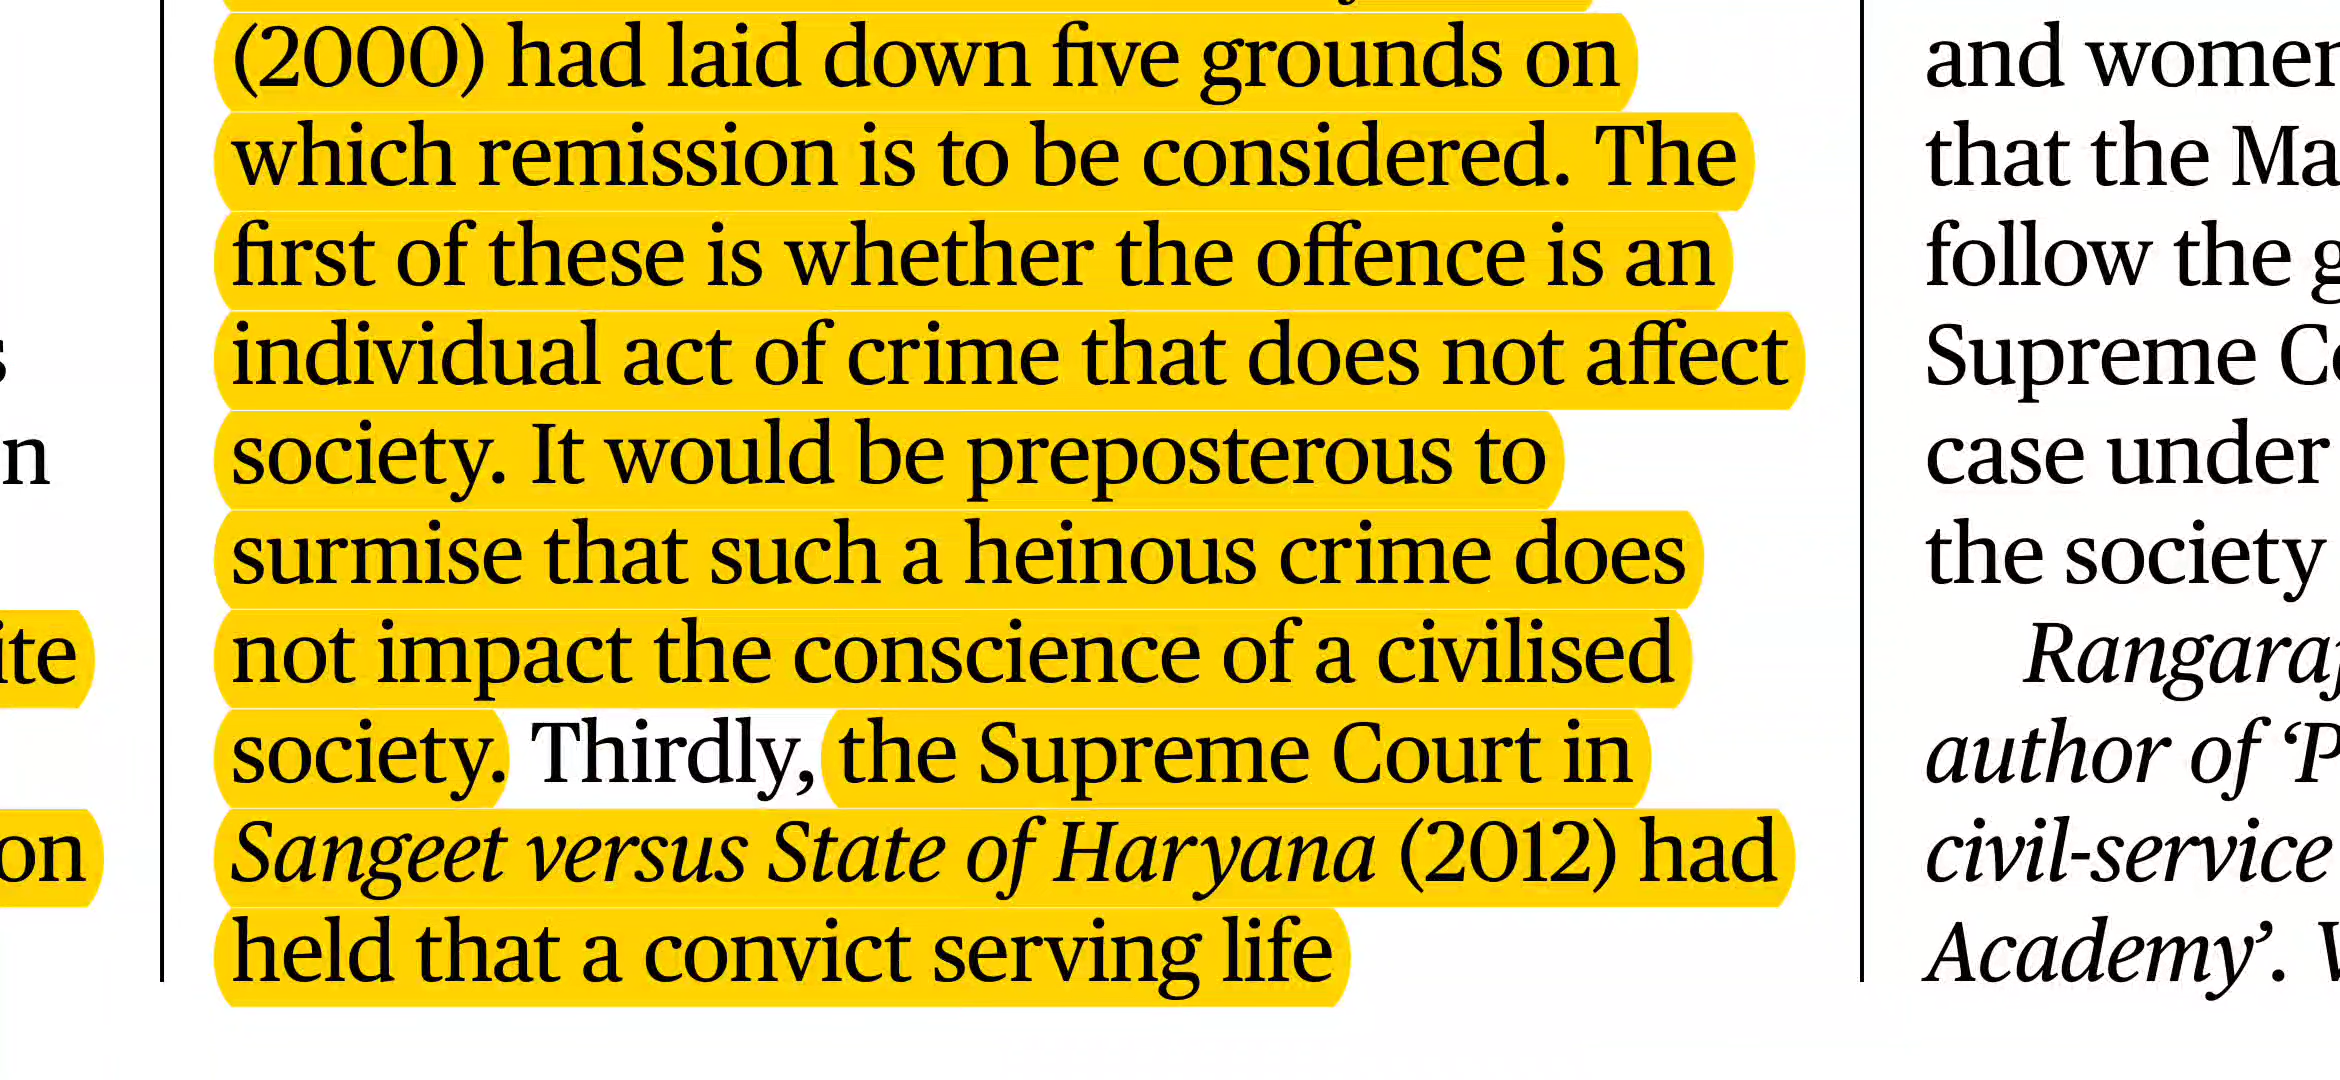 (2000) had laid down five grounds on
which remission is to be considered. The
first of these is whether the offence is an
individual act of crime that does not affect
society. It would be preposterous to
surmise that such a heinous crime does
not impact the conscience of a civilised
society. Thirdly, the Supreme Court in
Sangeet versus State of Haryana (2012) had
held that a convict serving life
and women
that the
follow the
Supreme
case under
the society
author of
civil-service
Academy’.